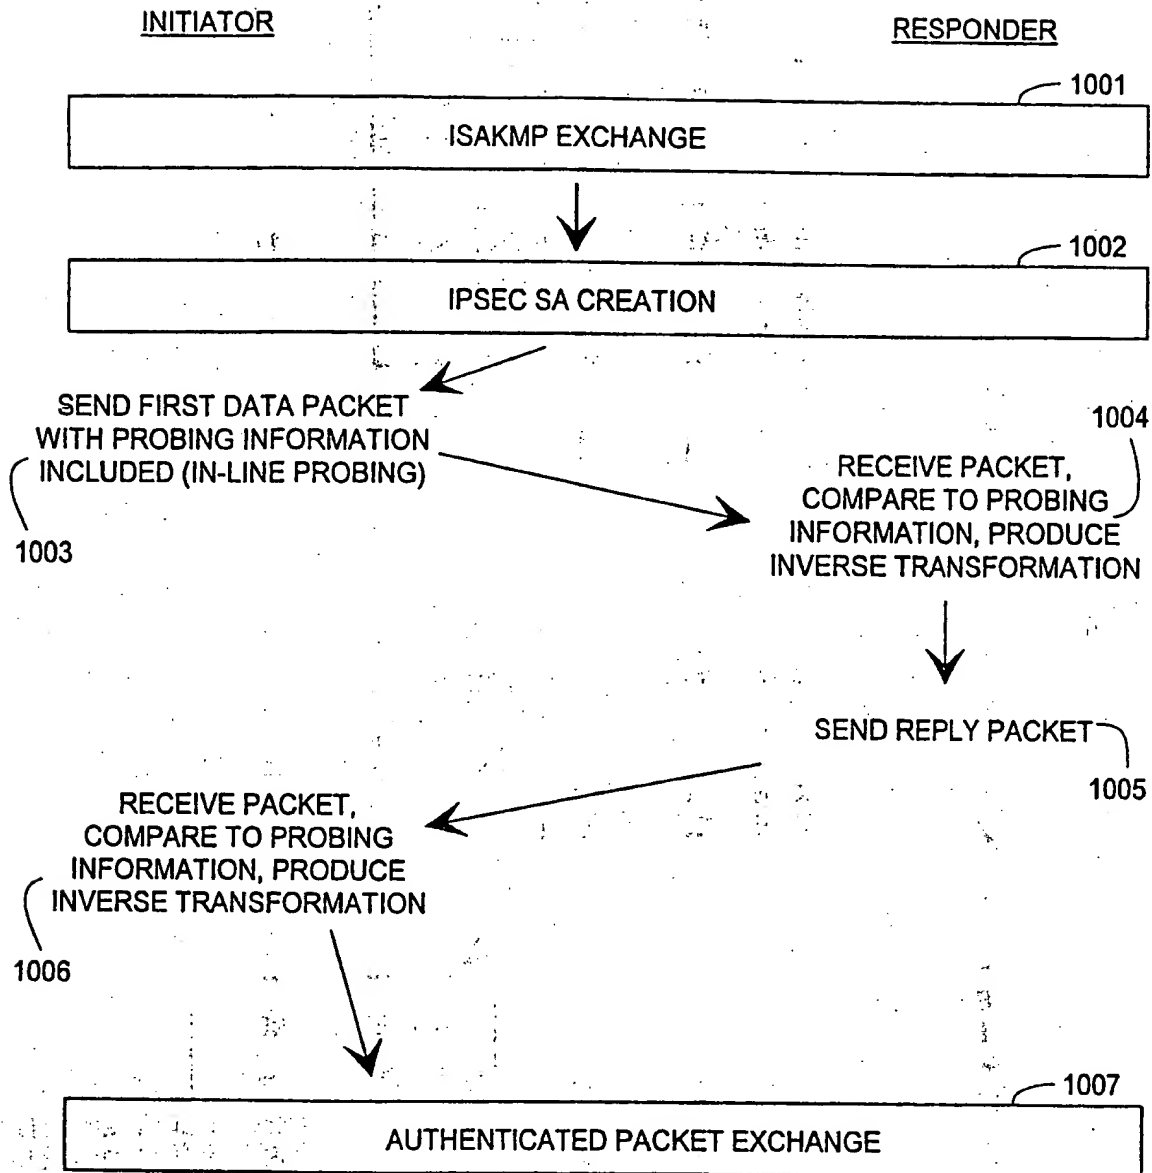 INITIATOR
RESPONDER
1001
ISAKMP EXCHANGE
1002
IPSEC SA CREATION
SEND FIRST DATA PACKET
WITH PROBING INFORMATION
INCLUDED (IN-LINE PROBING)
1003
1004
RECEIVE PACKET,
COMPARE TO PROBING
INFORMATION, PRODUCE
INVERSE TRANSFORMATION
SEND REPLY PACKET
1005
RECEIVE PACKET,
COMPARE TO PROBING
INFORMATION, PRODUCE
INVERSE TRANSFORMATION
1006
1007
AUTHENTICATED PACKET EXCHANGE